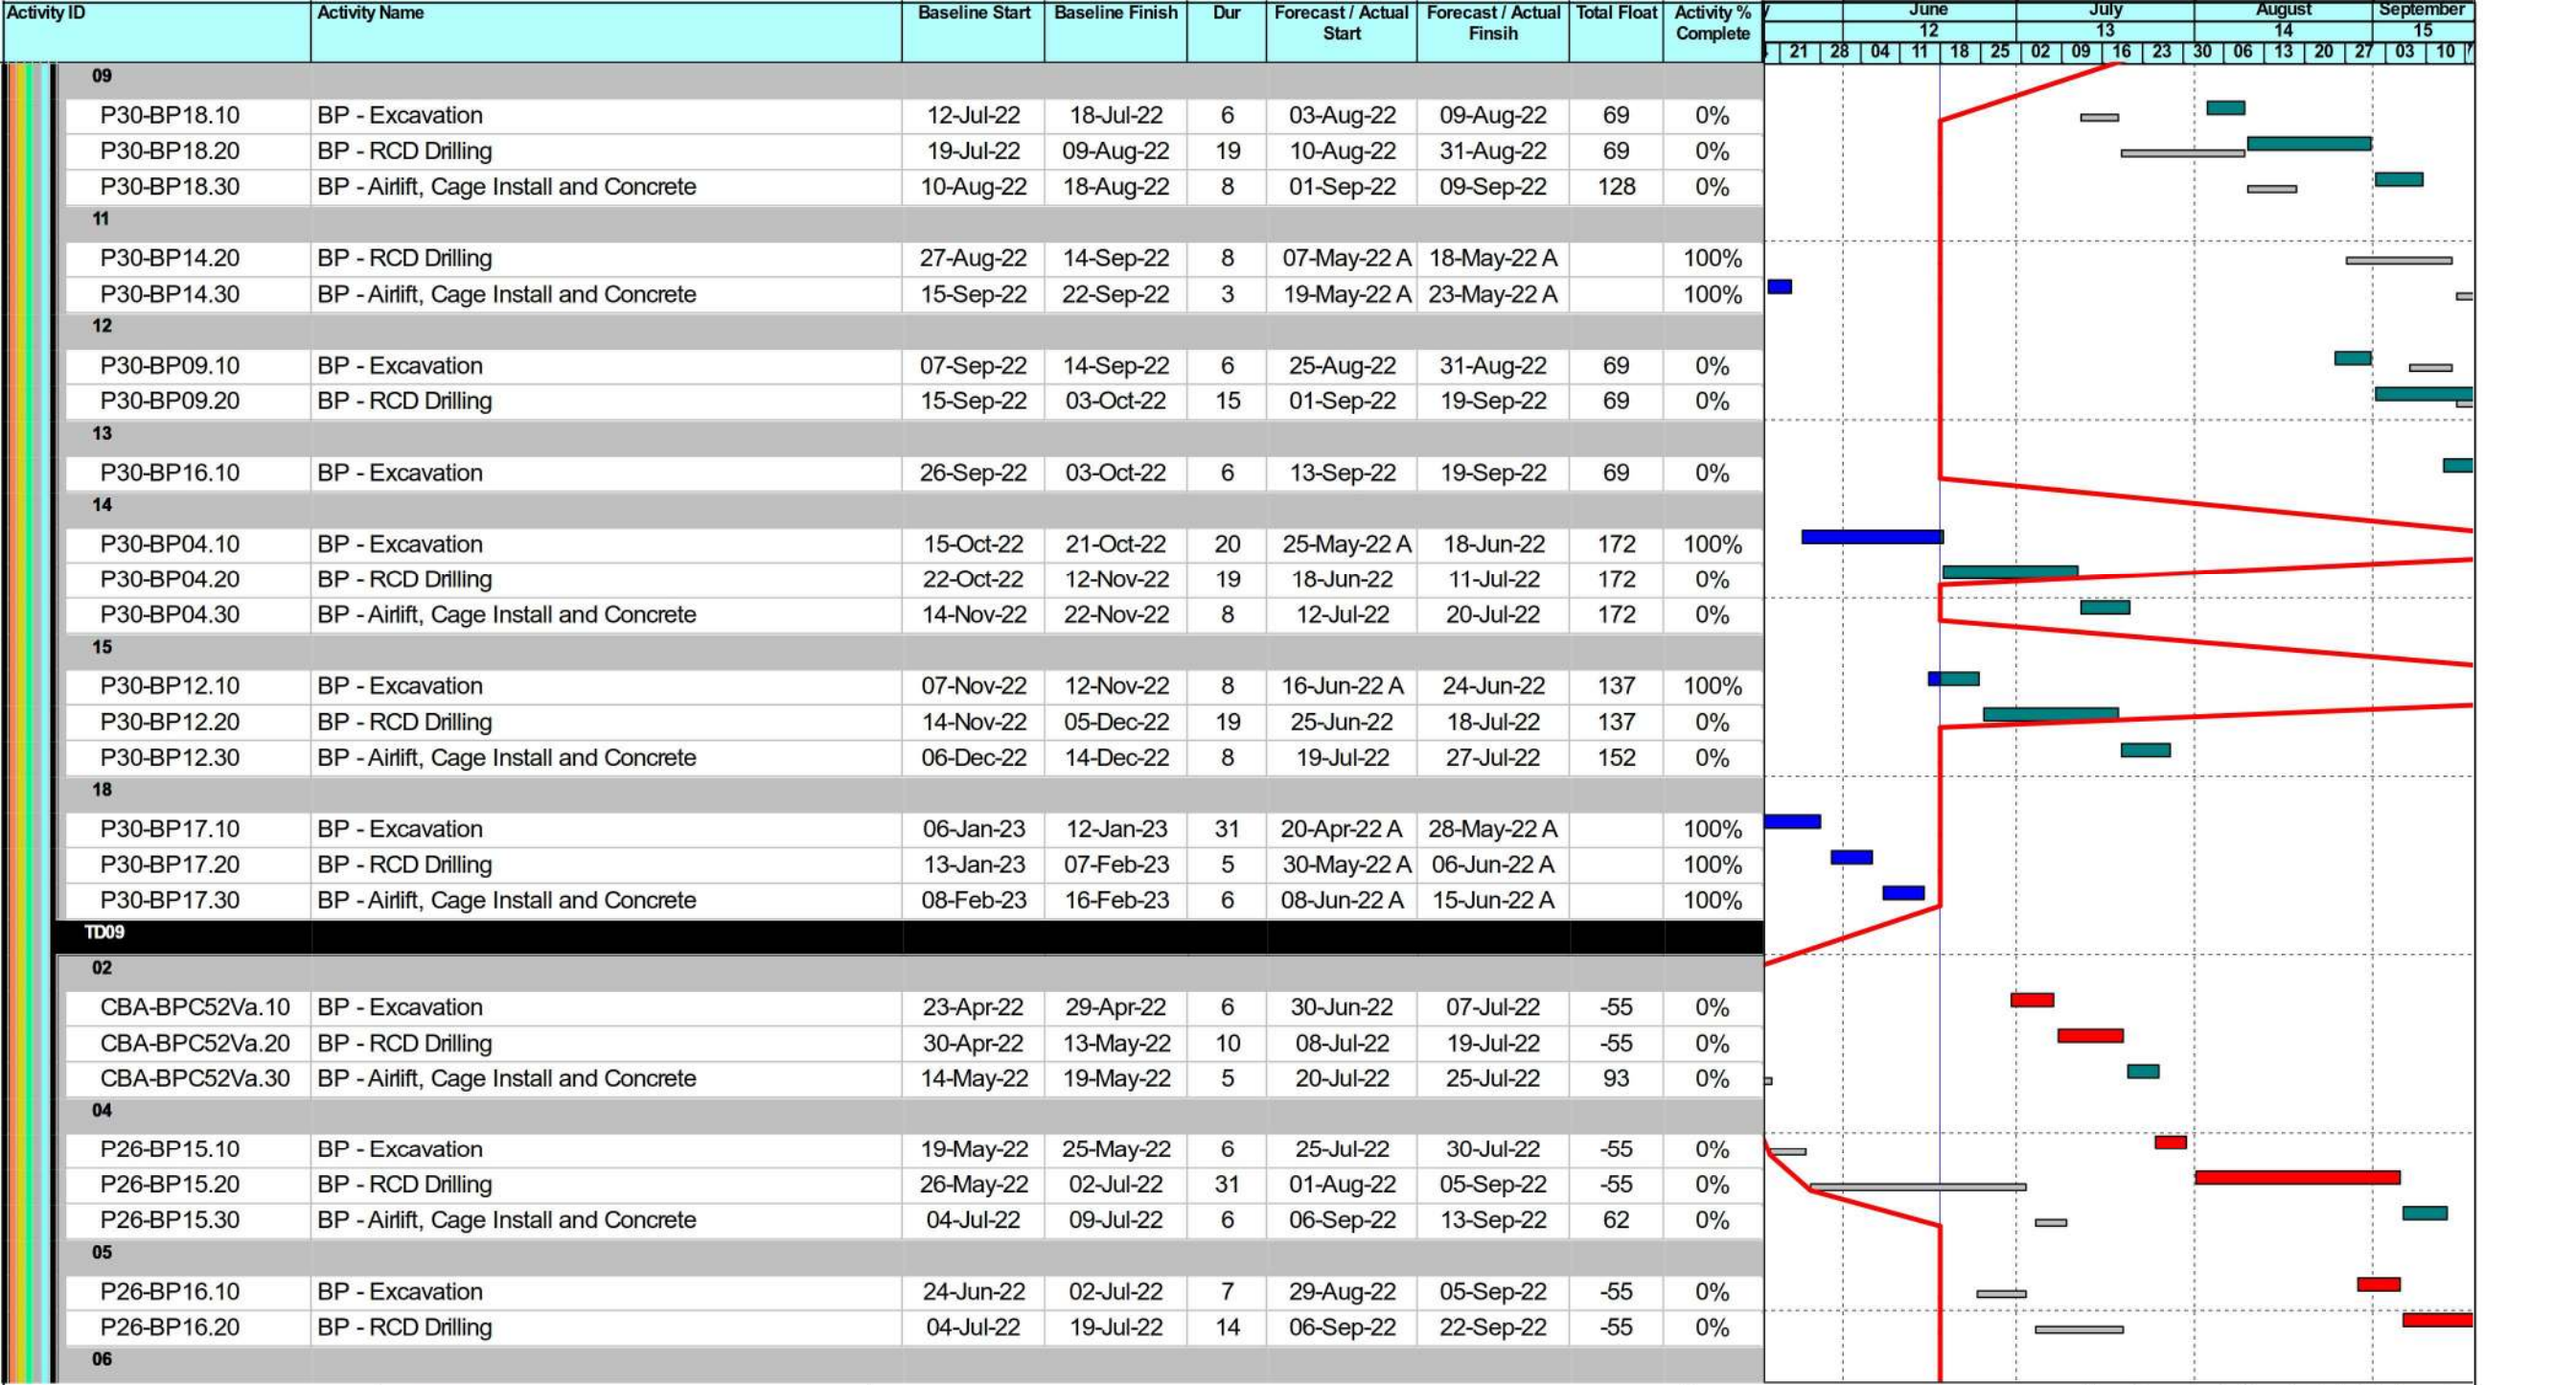 Activity ID Activity Name Baseline Start Baseline Finish Dur Forecast / Actual Start Forecast / Actual Finsih Total Float Activity % Complete
June July August September
12 13 14 15
21 28 04 11 18 25 02 09 16 23 30 06 13 20 27 03 10
09
P30-BP18.10 BP - Excavation 12-Jul-22 18-Jul-22 6 03-Aug-22 09-Aug-22 69 0%
P30-BP18.20 BP - RCD Drilling 19-Jul-22 09-Aug-22 19 10-Aug-22 31-Aug-22 69 0%
P30-BP18.30 BP - Airlift, Cage Install and Concrete 10-Aug-22 18-Aug-22 8 01-Sep-22 09-Sep-22 128 0%
11
P30-BP14.20 BP - RCD Drilling 27-Aug-22 14-Sep-22 8 07-May-22 A 18-May-22 A 100%
P30-BP14.30 BP - Airlift, Cage Install and Concrete 15-Sep-22 22-Sep-22 3 19-May-22 A 23-May-22 A 100%
12
P30-BP09.10 BP - Excavation 07-Sep-22 14-Sep-22 6 25-Aug-22 31-Aug-22 69 0%
P30-BP09.20 BP - RCD Drilling 15-Sep-22 03-Oct-22 15 01-Sep-22 19-Sep-22 69 0%
13
P30-BP16.10 BP - Excavation 26-Sep-22 03-Oct-22 6 13-Sep-22 19-Sep-22 69 0%
14
P30-BP04.10 BP - Excavation 15-Oct-22 21-Oct-22 20 25-May-22 A 18-Jun-22 172 100%
P30-BP04.20 BP - RCD Drilling 22-Oct-22 12-Nov-22 19 18-Jun-22 11-Jul-22 172 0%
P30-BP04.30 BP - Airlift, Cage Install and Concrete 14-Nov-22 22-Nov-22 8 12-Jul-22 20-Jul-22 172 0%
15
P30-BP12.10 BP - Excavation 07-Nov-22 12-Nov-22 8 16-Jun-22 A 24-Jun-22 137 100%
P30-BP12.20 BP - RCD Drilling 14-Nov-22 05-Dec-22 19 25-Jun-22 18-Jul-22 137 0%
P30-BP12.30 BP - Airlift, Cage Install and Concrete 06-Dec-22 14-Dec-22 8 19-Jul-22 27-Jul-22 152 0%
18
P30-BP17.10 BP - Excavation 06-Jan-23 12-Jan-23 31 20-Apr-22 A 28-May-22 A 100%
P30-BP17.20 BP - RCD Drilling 13-Jan-23 07-Feb-23 5 30-May-22 A 06-Jun-22 A 100%
P30-BP17.30 BP - Airlift, Cage Install and Concrete 08-Feb-23 16-Feb-23 6 08-Jun-22 A 15-Jun-22 A 100%
TD09
02
CBA-BPC52Va.10 BP - Excavation 23-Apr-22 29-Apr-22 6 30-Jun-22 07-Jul-22 -55 0%
CBA-BPC52Va.20 BP - RCD Drilling 30-Apr-22 13-May-22 10 08-Jul-22 19-Jul-22 -55 0%
CBA-BPC52Va.30 BP - Airlift, Cage Install and Concrete 14-May-22 19-May-22 5 20-Jul-22 25-Jul-22 93 0%
04
P26-BP15.10 BP - Excavation 19-May-22 25-May-22 6 25-Jul-22 30-Jul-22 -55 0%
P26-BP15.20 BP - RCD Drilling 26-May-22 02-Jul-22 31 01-Aug-22 05-Sep-22 -55 0%
P26-BP15.30 BP - Airlift, Cage Install and Concrete 04-Jul-22 09-Jul-22 6 06-Sep-22 13-Sep-22 62 0%
05
P26-BP16.10 BP - Excavation 24-Jun-22 02-Jul-22 7 29-Aug-22 05-Sep-22 -55 0%
P26-BP16.20 BP - RCD Drilling 04-Jul-22 19-Jul-22 14 06-Sep-22 22-Sep-22 -55 0%
06